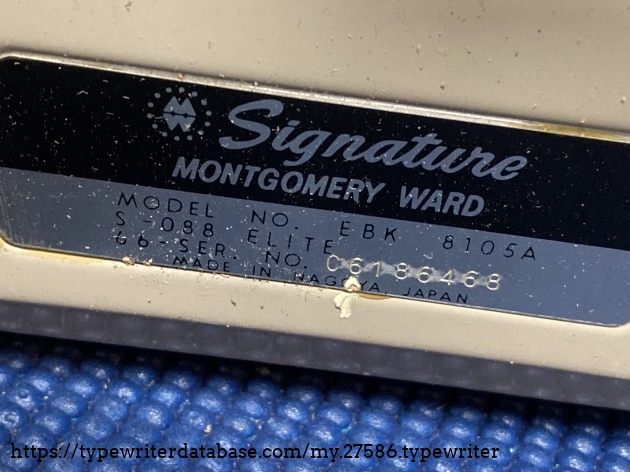 Signature
MONTGOMERY WARD
MODEL NO. EBK 8105A
S-088 ELITE
66-SER. NO. C6186468
MADE IN NAGOYA, JAPAN
https://typewriterdatabase.com/my.27586.typewriter